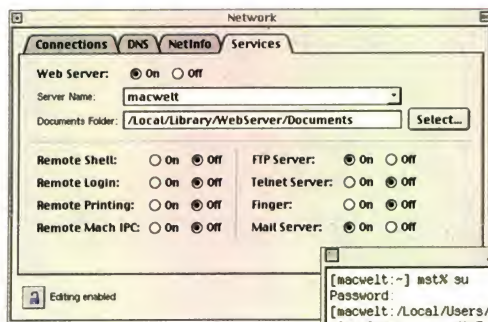 Network
Connections DNS NetInfo Services
Web Server: On Off
Server Name: macwelt
Documents Folder: /Local/Library/WebServer/Documents Select...
Remote Shell: On Off FTP Server: On Off
Remote Login: On Off Telnet Server: On Off
Remote Printing: On Off Finger: On Off
Remote Mach IPC: On Off Mail Server: On Off
Editing enabled
[macwelt:~] mst% su
Password:
[macwelt:/Local/Users/